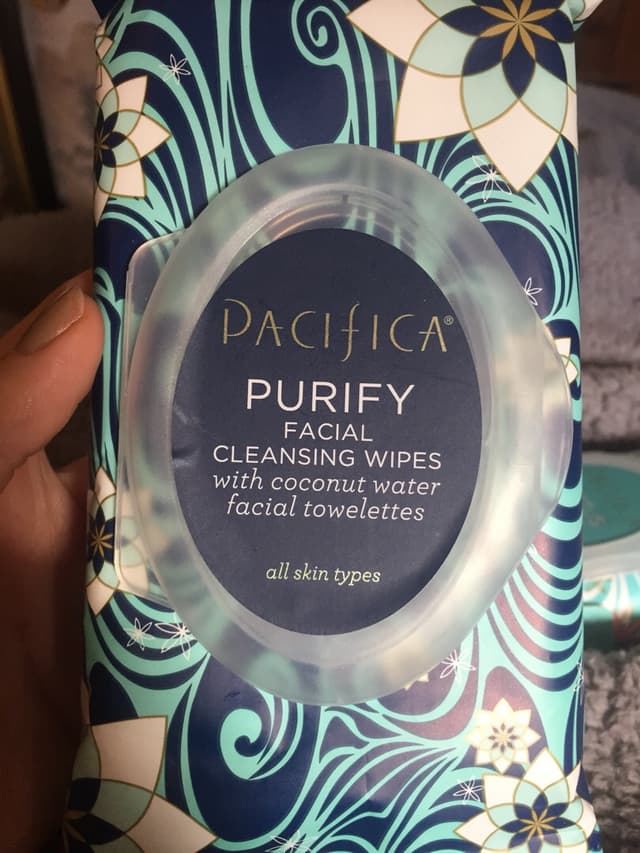 PACIFICA®
PURIFY
FACIAL
CLEANSING WIPES
with coconut water
facial towelettes
all skin types